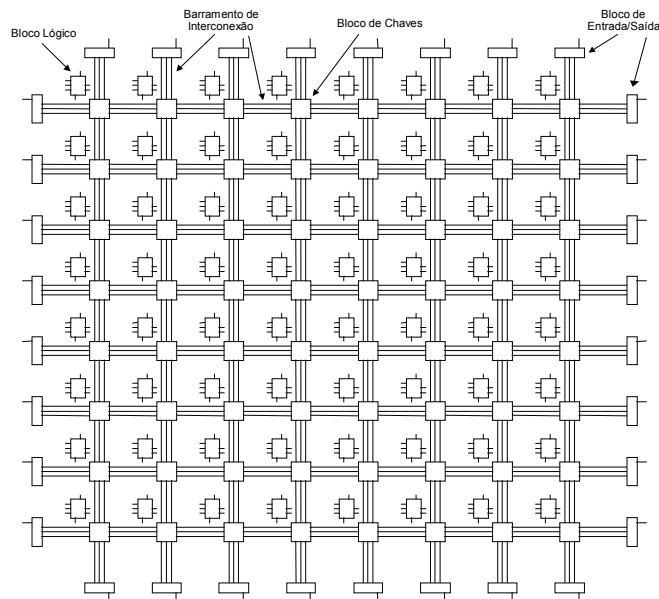 Bloco Lógico
Barramento de
Interconexão
Bloco de Chaves
Bloco de
Entrada/Saída